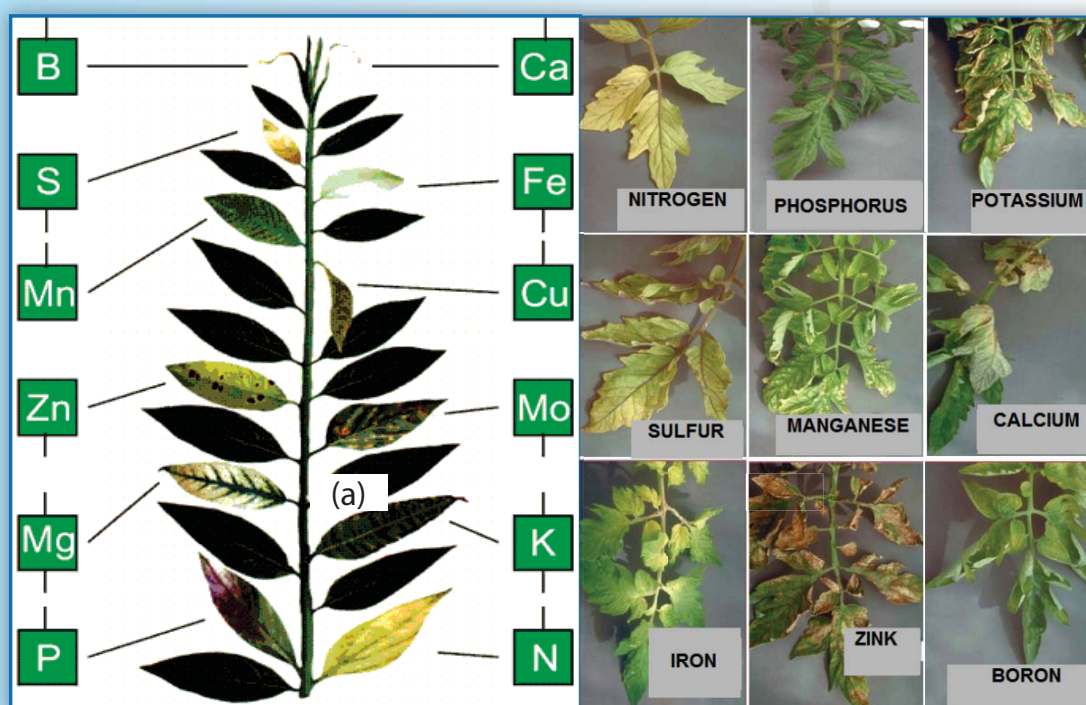 B
Ca
S
Fe
Mn
Cu
Zn
Mo
(a)
Mg
K
P
N
NITROGEN
PHOSPHORUS
POTASSIUM
SULFUR
MANGANESE
CALCIUM
IRON
ZINK
BORON